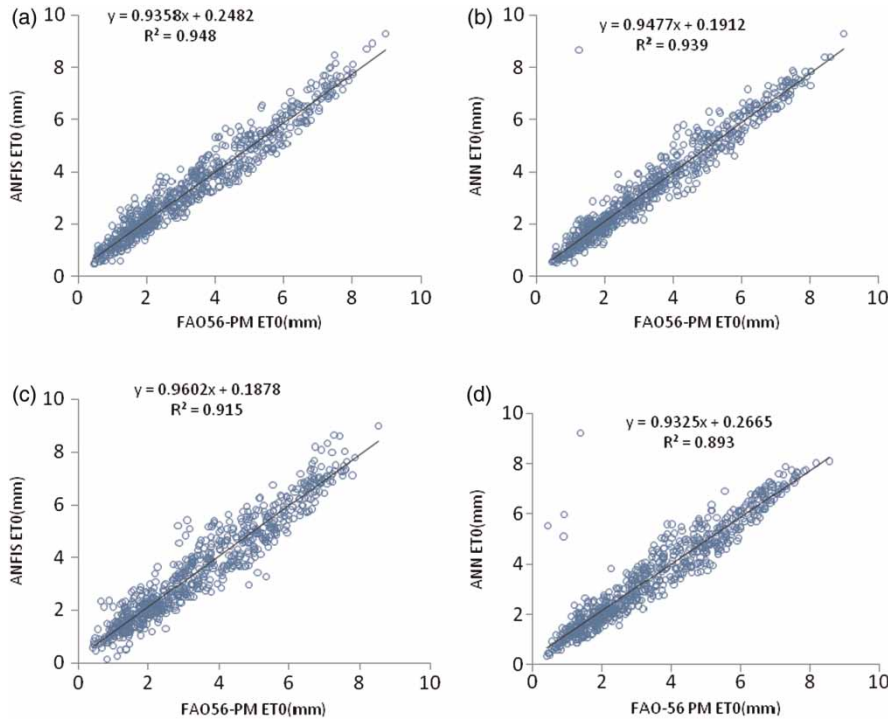 (a)
y = 0.9358x + 0.2482
R² = 0.948
10
8
6
4
2
0
ANFIS ET0 (mm)
0 2 4 6 8 10
FAO56-PM ET0(mm)
(b)
y = 0.9477x + 0.1912
R² = 0.939
10
8
6
4
2
0
ANN ET0(mm)
0 2 4 6 8 10
FAO56-PM ET0(mm)
(c)
y = 0.9602x + 0.1878
R² = 0.915
10
8
6
4
2
0
ANFIS ET0(mm)
0 2 4 6 8 10
FAO56-PM ET0(mm)
(d)
y = 0.9325x + 0.2665
R² = 0.893
10
8
6
4
2
0
ANN ET0(mm)
0 2 4 6 8 10
FAO-56 PM ET0(mm)